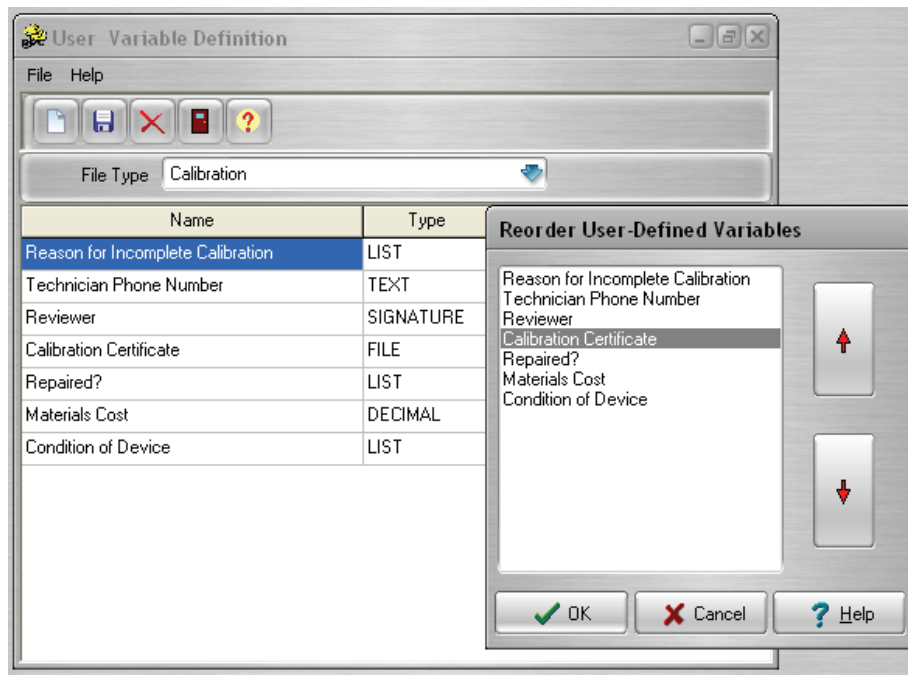 User Variable Definition
File Help
File Type Calibration
Name Type
Reason for Incomplete Calibration LIST
Technician Phone Number TEXT
Reviewer SIGNATURE
Calibration Certificate FILE
Repaired? LIST
Materials Cost DECIMAL
Condition of Device LIST
Reorder User-Defined Variables
Reason for Incomplete Calibration
Technician Phone Number
Reviewer
Calibration Certificate
Repaired?
Materials Cost
Condition of Device
OK Cancel Help